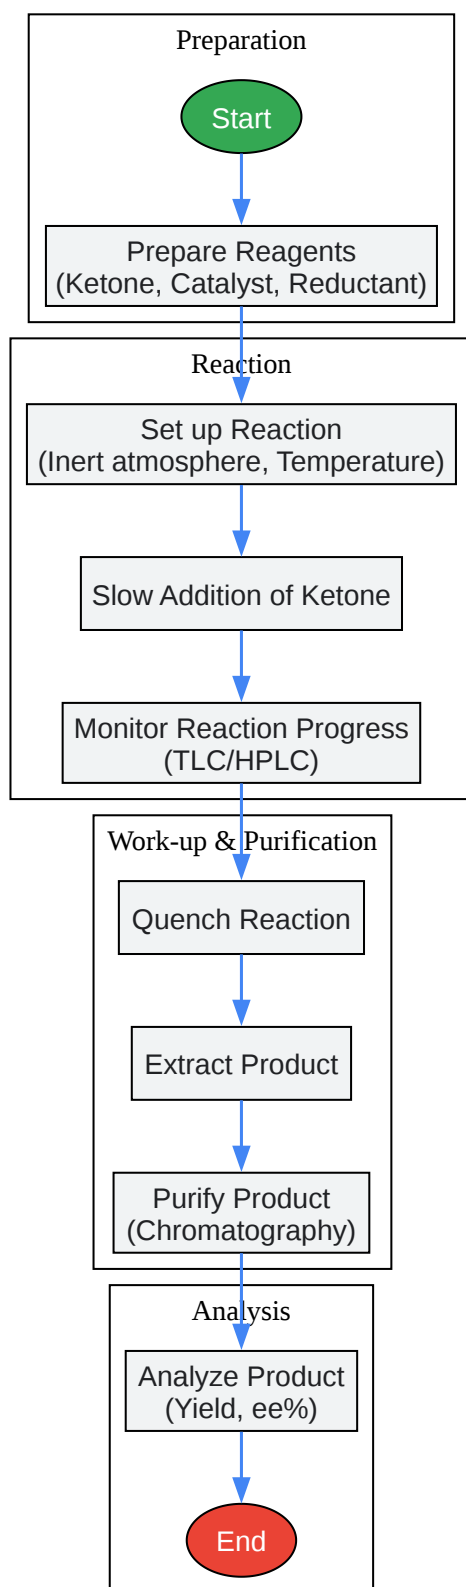 Preparation
Start
Prepare Reagents
(Ketone, Catalyst, Reductant)
Reaction
Set up Reaction
(Inert atmosphere, Temperature)
Slow Addition of Ketone
Monitor Reaction Progress
(TLC/HPLC)
Work-up & Purification
Quench Reaction
Extract Product
Purify Product
(Chromatography)
Analysis
Analyze Product
(Yield, ee%)
End